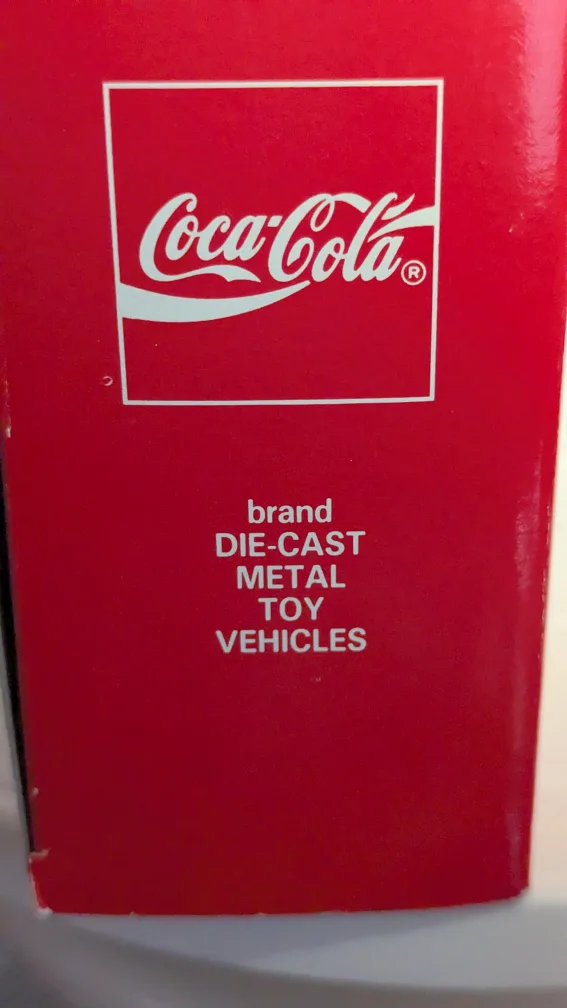 Coca-Cola®
brand
DIE-CAST
METAL
TOY
VEHICLES